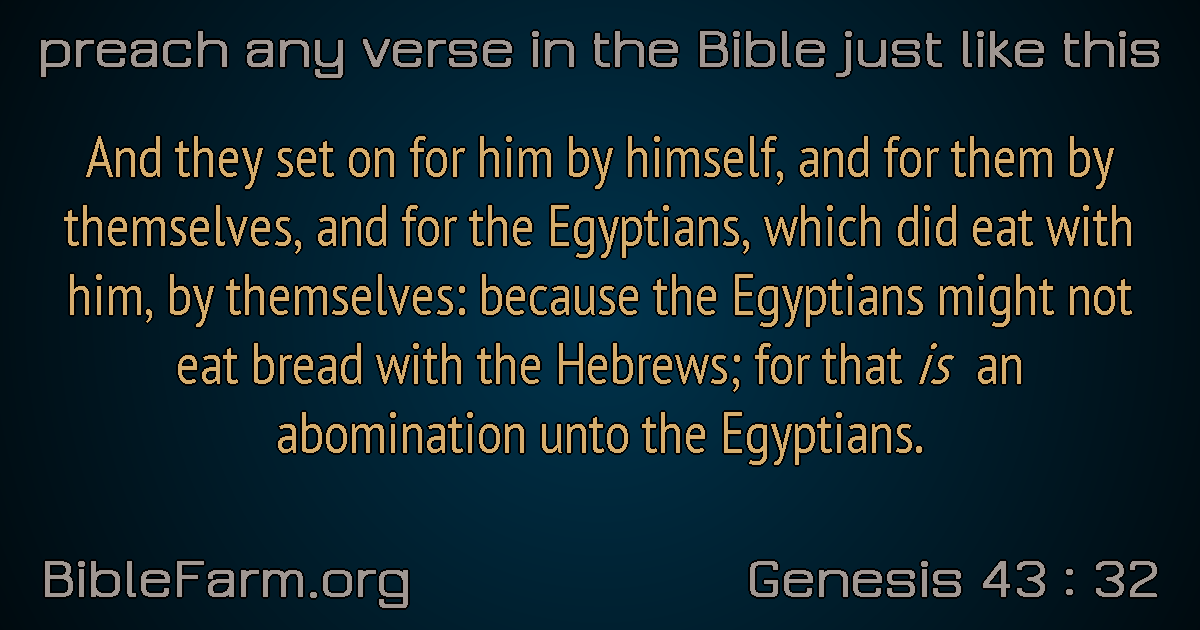 preach any verse in the Bible just like this
And they set on for him by himself, and for them by
themselves, and for the Egyptians, which did eat with
him, by themselves: because the Egyptians might not
eat bread with the Hebrews; for that is an
abomination unto the Egyptians.
BibleFarm.org
Genesis 43 : 32